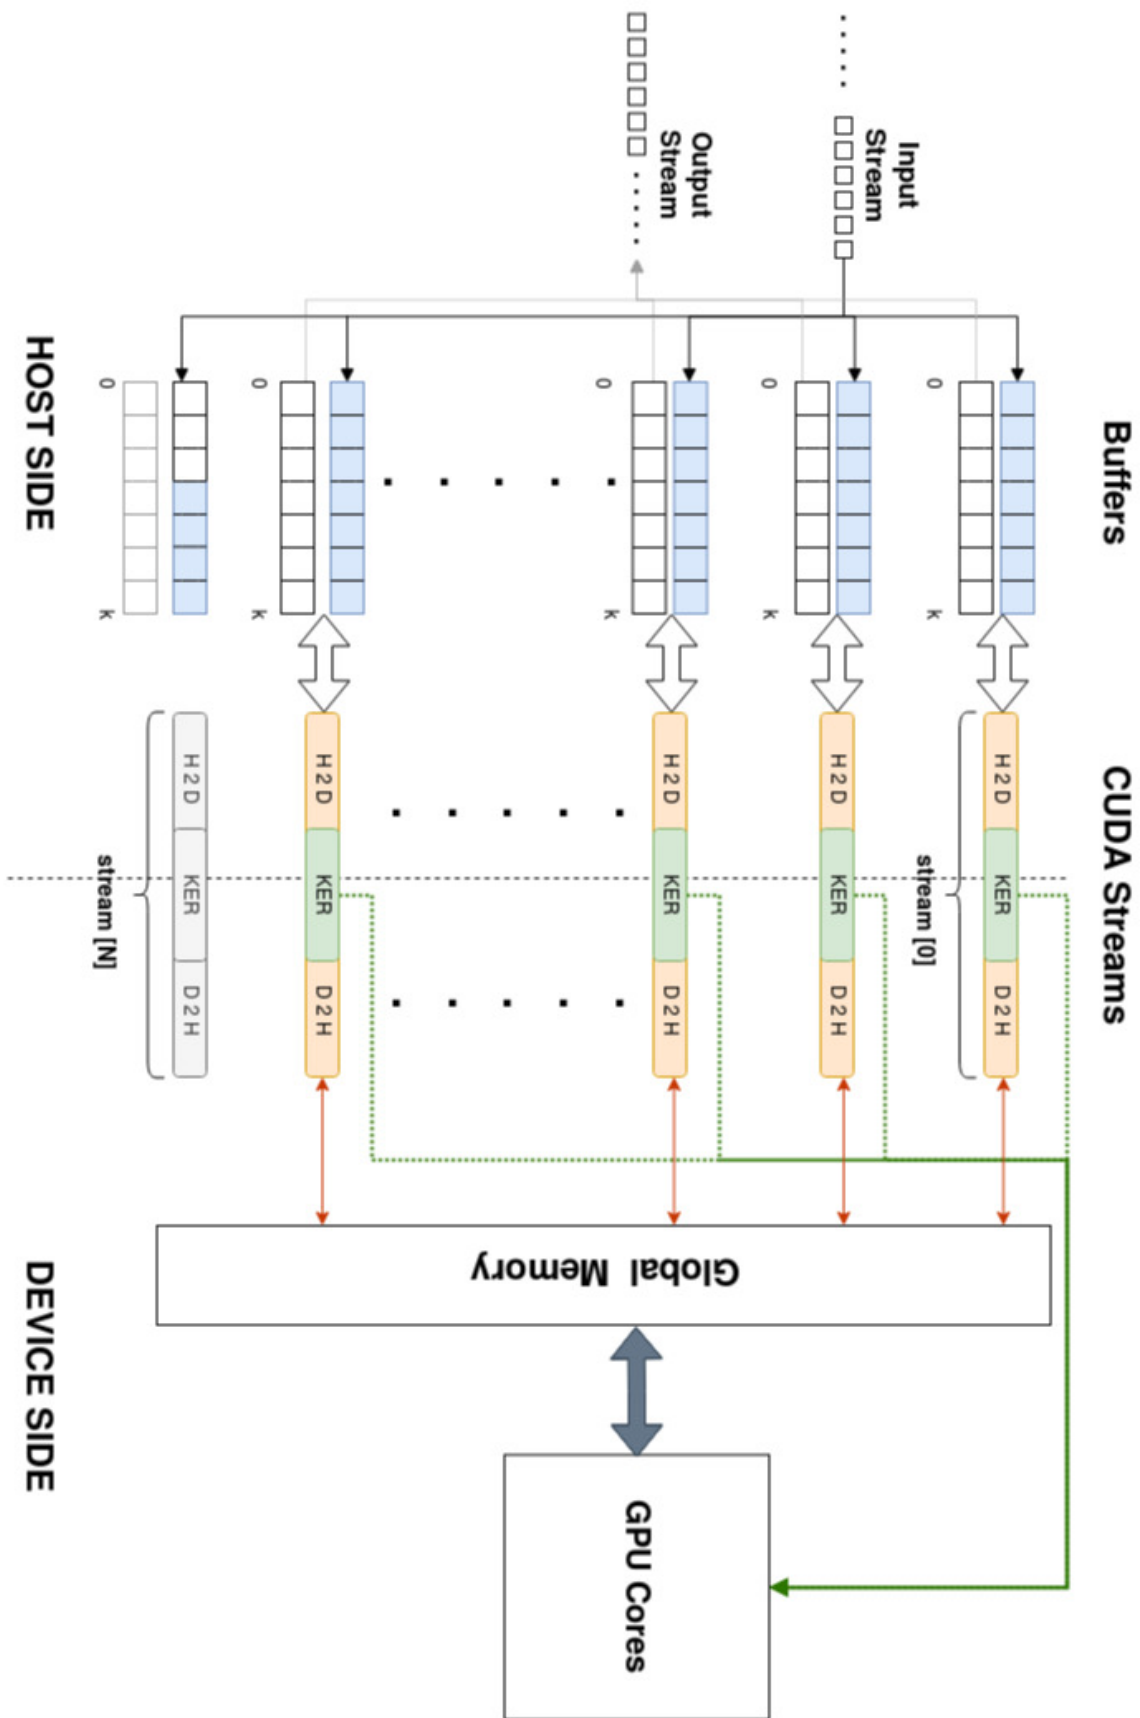 Buffers
CUDA Streams
Input
Stream
Output
Stream
0
k
H2D
KER
D2H
stream [0]
0
k
H2D
KER
D2H
0
k
H2D
KER
D2H
0
k
H2D
KER
D2H
0
k
H2D
KER
D2H
stream [N]
Global Memory
GPU Cores
HOST SIDE
DEVICE SIDE